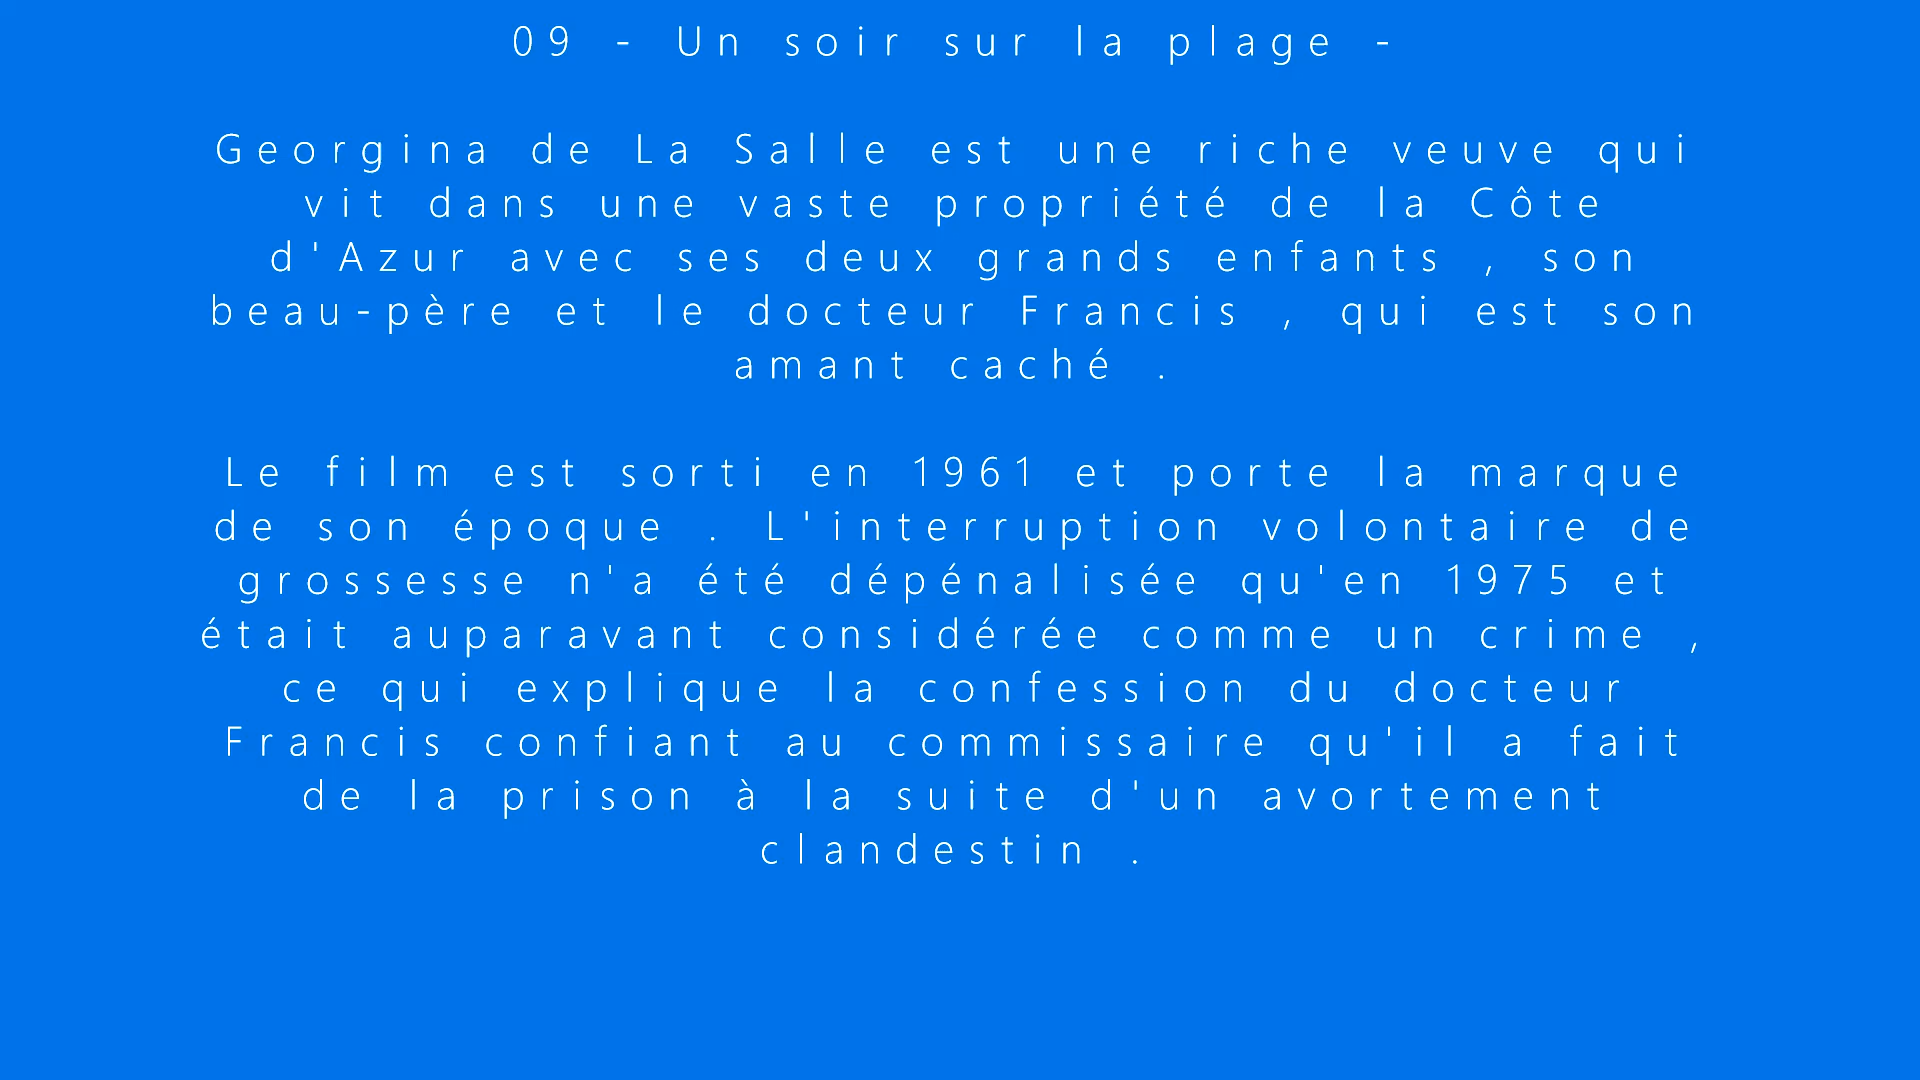 09 - Un soir sur la plage -
Georgina de La Salle est une riche veuve qui
vit dans une vaste propriété de la Côte
d'Azur avec ses deux grands enfants , son
beau-père et le docteur Francis , qui est son
amant caché .
Le film est sorti en 1961 et porte la marque
de son époque . L'interruption volontaire de
grossesse n'a été dépénalisée qu'en 1975 et
était auparavant considérée comme un crime ,
ce qui explique la confession du docteur
Francis confiant au commissaire qu'il a fait
de la prison à la suite d'un avortement
clandestin .